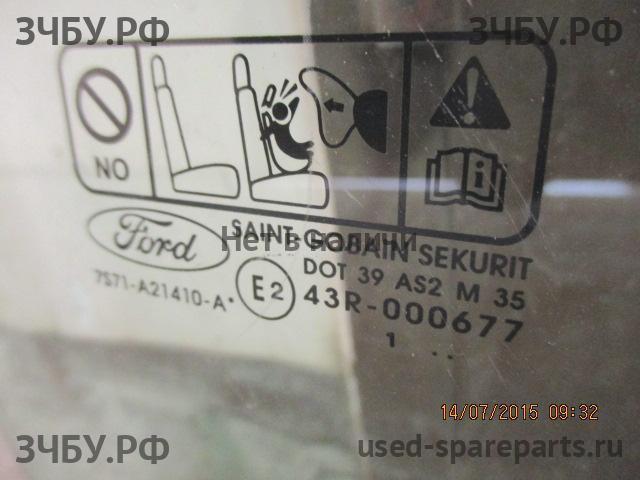 ЗЧБУ.РФ
ЗЧБУ.РФ
NO
i
Ford
SAINT-GOBAIN SEKURIT
Нет в наличии
DOT 39 AS2 M 35
7S71-A21410-A
E2
43R-000677
1 ..
14/07/2015 09:32
ЗЧБУ.РФ
used-spareparts.ru